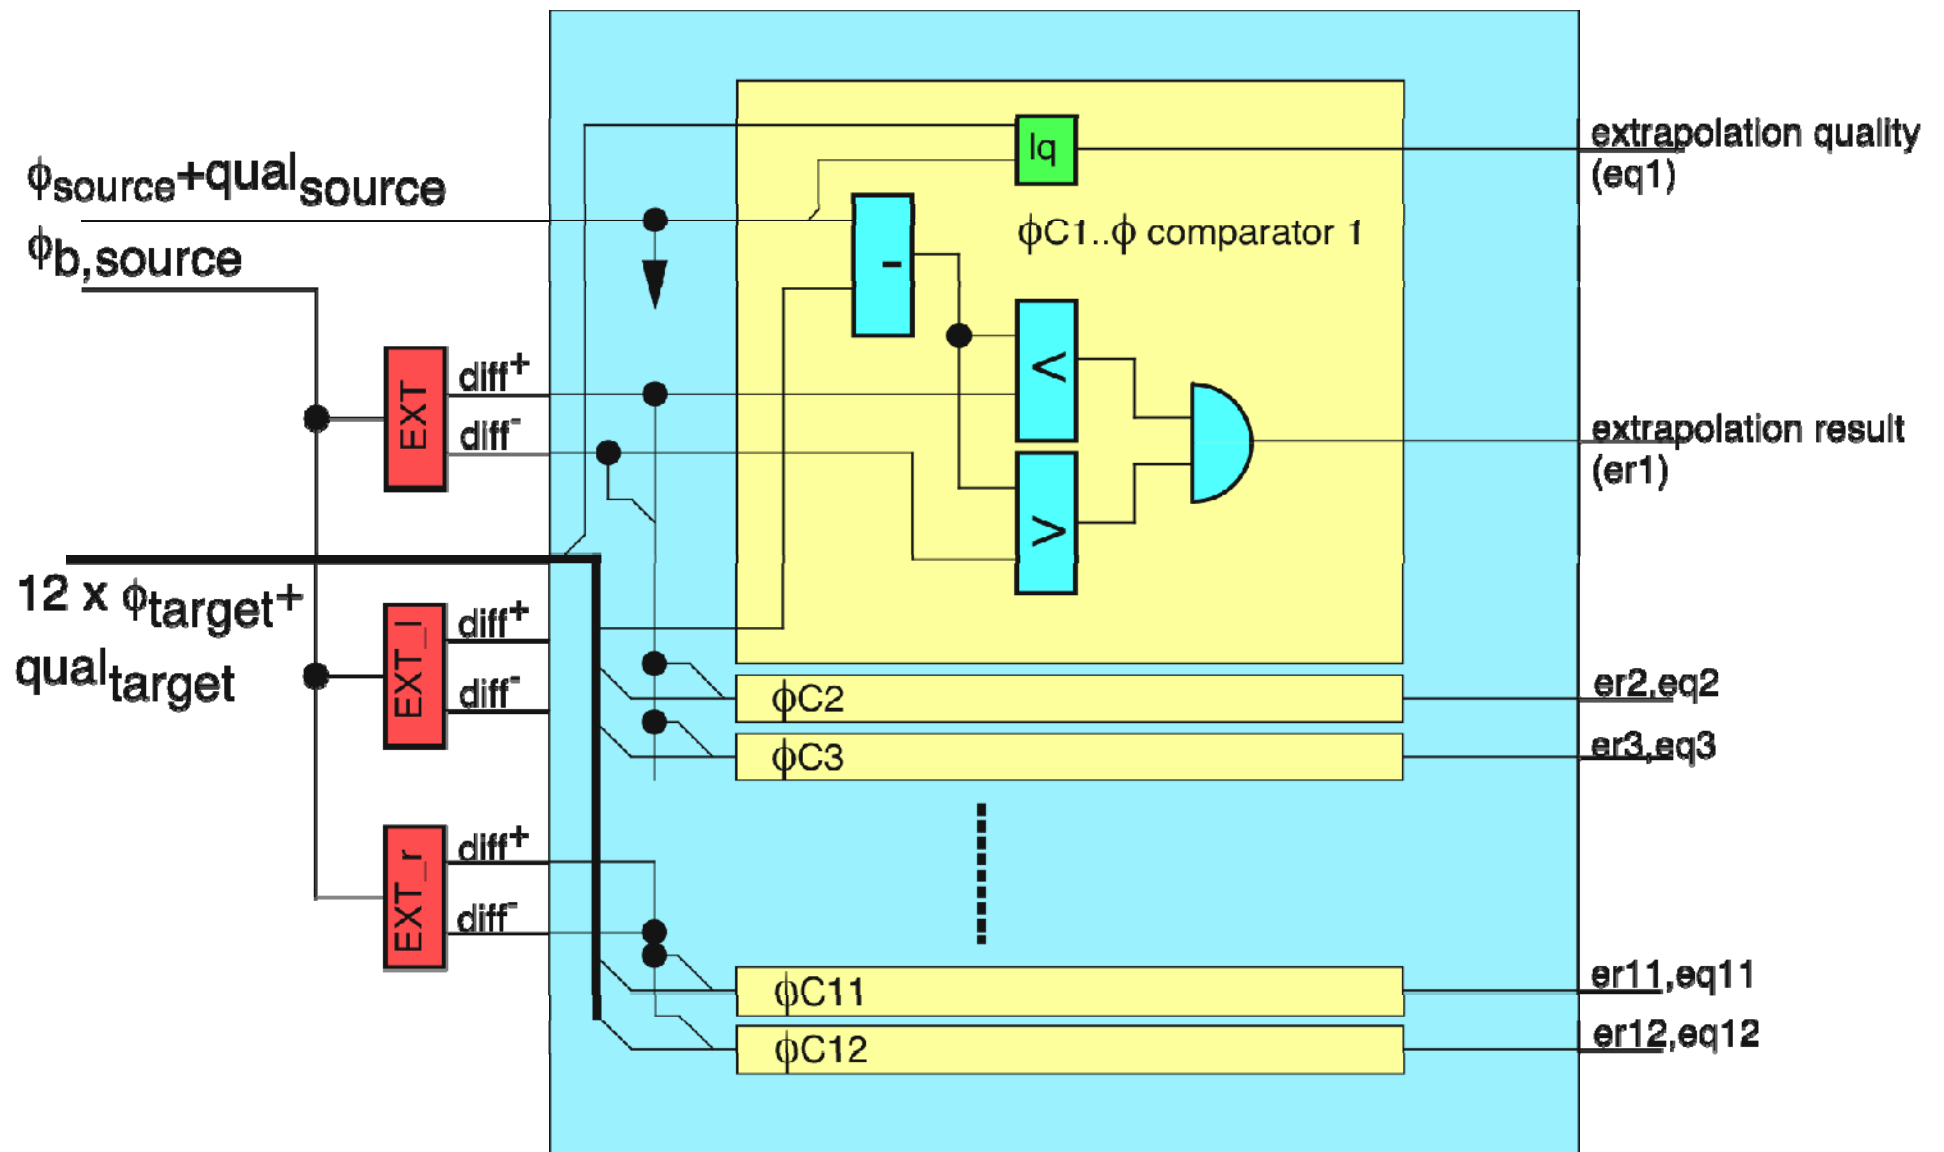 ϕsource+qualsource
ϕb,source
EXT
diff+
diff-
12 x ϕtarget+
qualtarget
EXT_l
diff+
diff-
EXT_r
diff+
diff-
lq
ϕC1..ϕ comparator 1
-
<
>
ϕC2
ϕC3
ϕC11
ϕC12
extrapolation quality
(eq1)
extrapolation result
(er1)
er2,eq2
er3,eq3
er11,eq11
er12,eq12